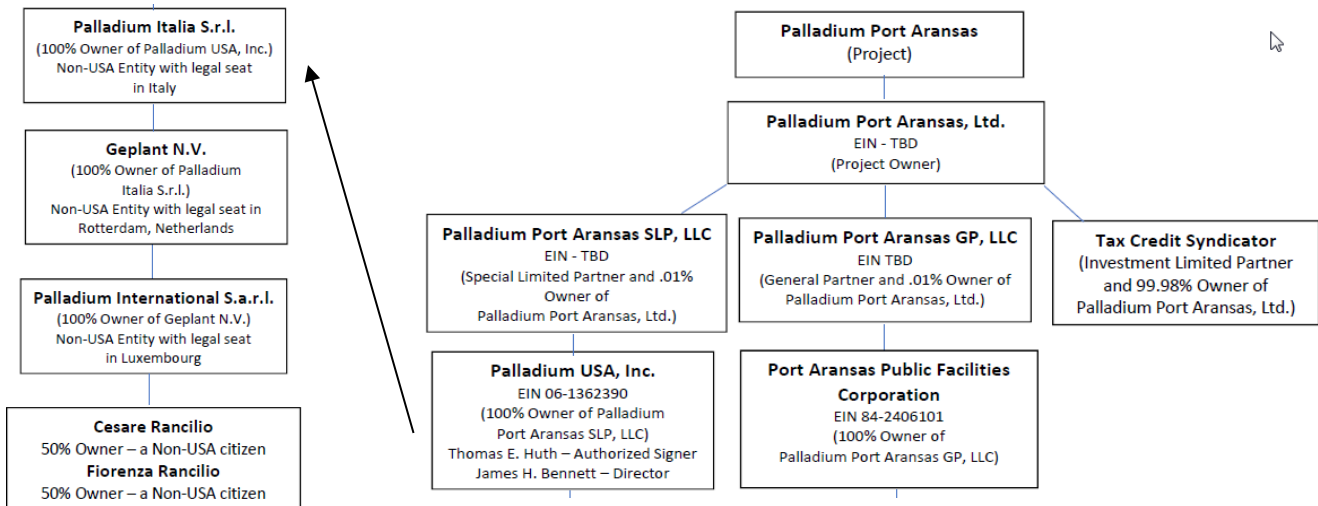 Palladium Italia S.r.l.
(100% Owner of Palladium USA, Inc.)
Non-USA Entity with legal seat
in Italy
Geplant N.V.
(100% Owner of Palladium
Italia S.r.l.)
Non-USA Entity with legal seat in
Rotterdam, Netherlands
Palladium International S.a.r.l.
(100% Owner of Geplant N.V.)
Non-USA Entity with legal seat
in Luxembourg
Cesare Rancilio
50% Owner – a Non-USA citizen
Fiorenza Rancilio
50% Owner – a Non-USA citizen
Palladium Port Aransas
(Project)
Palladium Port Aransas, Ltd.
EIN - TBD
(Project Owner)
Palladium Port Aransas SLP, LLC
EIN - TBD
(Special Limited Partner and .01%
Owner of
Palladium Port Aransas, Ltd.)
Palladium Port Aransas GP, LLC
EIN TBD
(General Partner and .01% Owner of
Palladium Port Aransas, Ltd.)
Tax Credit Syndicator
(Investment Limited Partner
and 99.98% Owner of
Palladium Port Aransas, Ltd.)
Palladium USA, Inc.
EIN 06-1362390
(100% Owner of Palladium
Port Aransas SLP, LLC)
Thomas E. Huth – Authorized Signer
James H. Bennett – Director
Port Aransas Public Facilities
Corporation
EIN 84-2406101
(100% Owner of
Palladium Port Aransas GP, LLC)